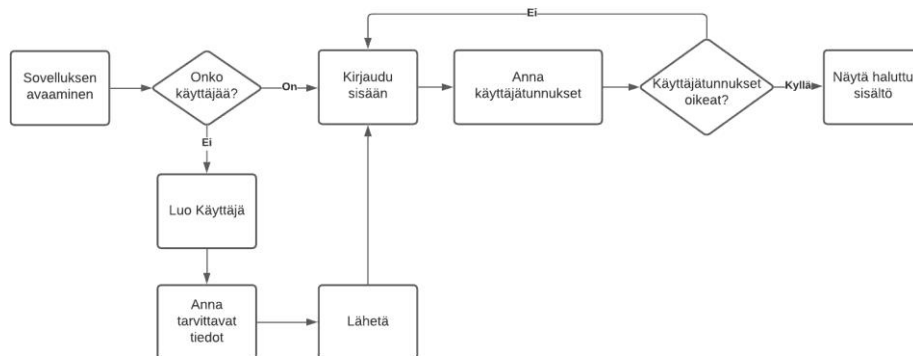 Ei
Sovelluksen
avaaminen
Onko
käyttäjää?
On
Kirjaudu
sisään
Anna
käyttäjätunnukset
Käyttäjätunnukset
oikeat?
Kyllä
Näytä haluttu
sisältö
Ei
Luo Käyttäjä
Anna
tarvittavat
tiedot
Lähetä